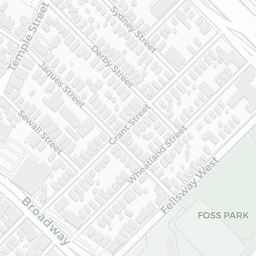 Sydney Street
Temple Street
Derby Street
Jaques Street
Grant Street
Sewall Street
Wheatland Street
Fellsway West
Broadway
FOSS PARK